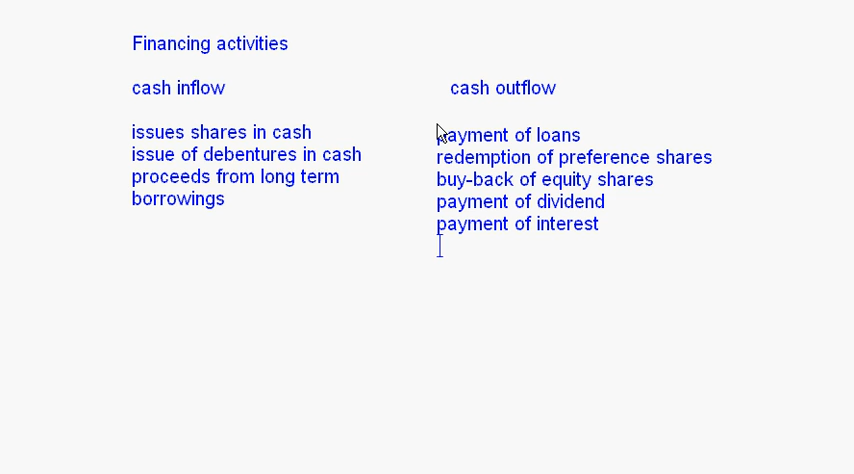 Financing activities
cash inflow
issues shares in cash
issue of debentures in cash
proceeds from long term
borrowings
cash outflow
payment of loans
redemption of preference shares
buy-back of equity shares
payment of dividend
payment of interest